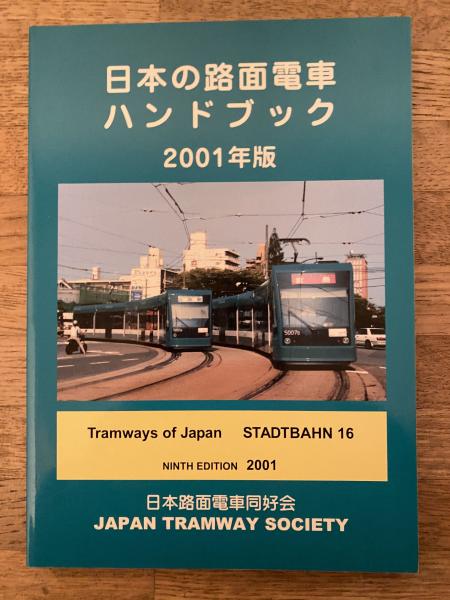 日本の路面電車
ハンドブック
2001年版
5007B
Tramways of Japan STADTBAHN 16
NINTH EDITION 2001
日本路面電車同好会
JAPAN TRAMWAY SOCIETY